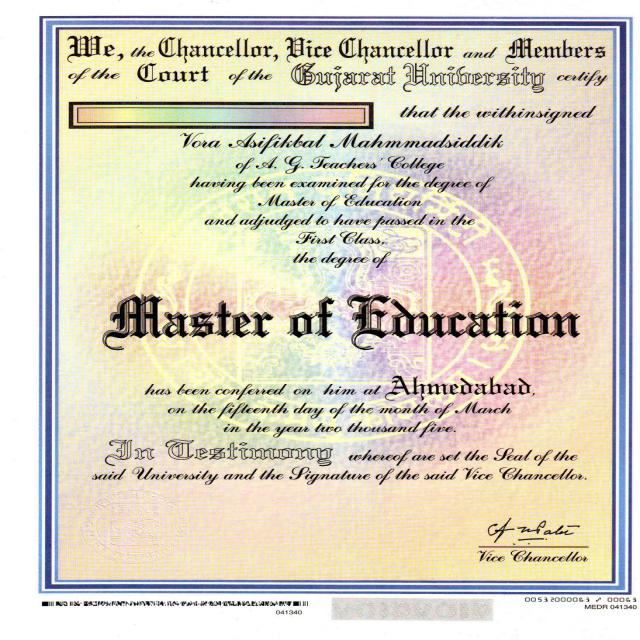 We, the Chancellor, Vice Chancellor and Members
of the Court of the Gujarat University certify
that the withinsigned
Vora Asifikbal Mahmmadsiddik
of A. G. Teachers' College
having been examined for the degree of
Master of Education
and adjudged to have passed in the
First Class,
the degree of
Master of Education
has been conferred on him at Ahmedabad,
on the fifteenth day of the month of March
in the year two thousand five.
In Testimony whereof are set the Seal of the
said University and the Signature of the said Vice Chancellor.
Vice Chancellor
041340
MEDR 041340